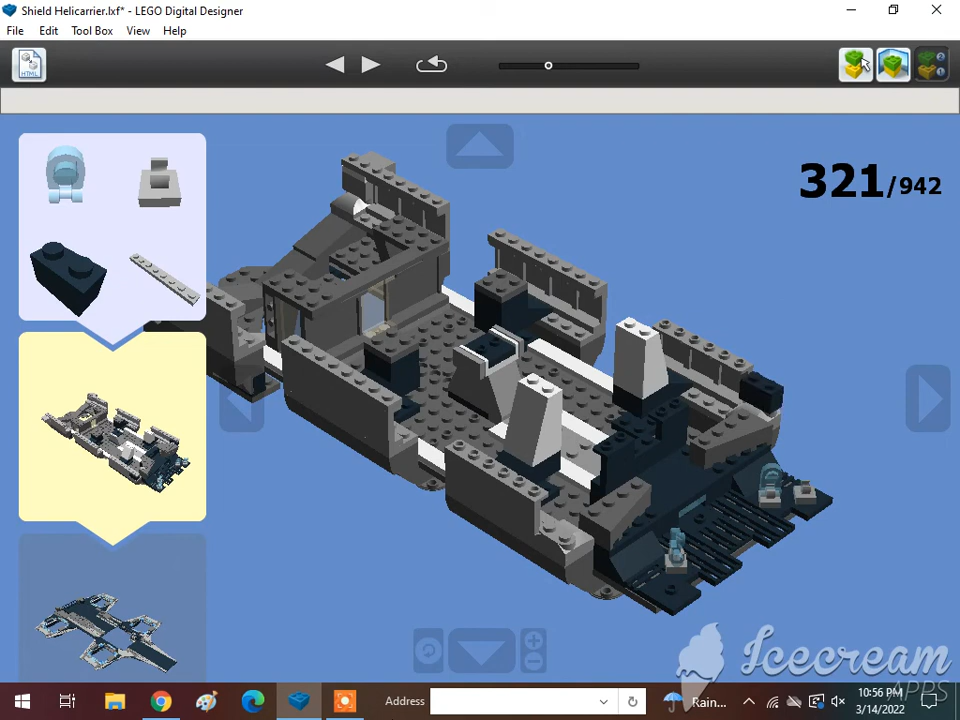 Shield Helicarrier.lxf* - LEGO Digital Designer
File Edit Tool Box View Help
HTML
321/942
Icecream
APPS
Address
Rain...
10:56 PM
3/14/2022